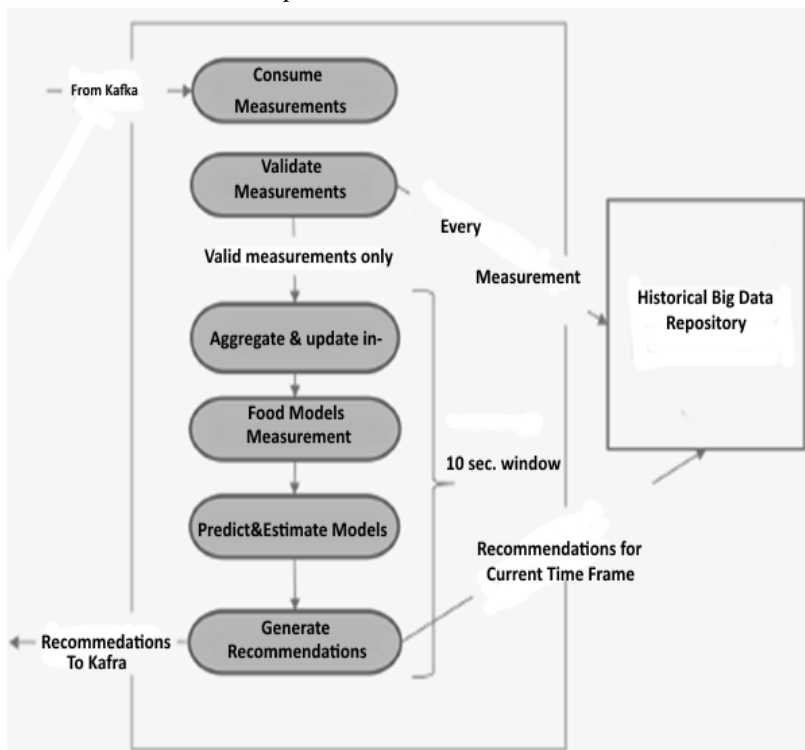 Consume
Measurements
From Kafka
Validate
Measurements
Every
Valid measurements only
Measurement
Historical Big Data
Repository
Aggregate & update in-
Food Models
Measurement
10 sec. window
Predict&Estimate Models
Recommendations for
Current Time Frame
Generate
Recommendations
Recommedations
To Kafra